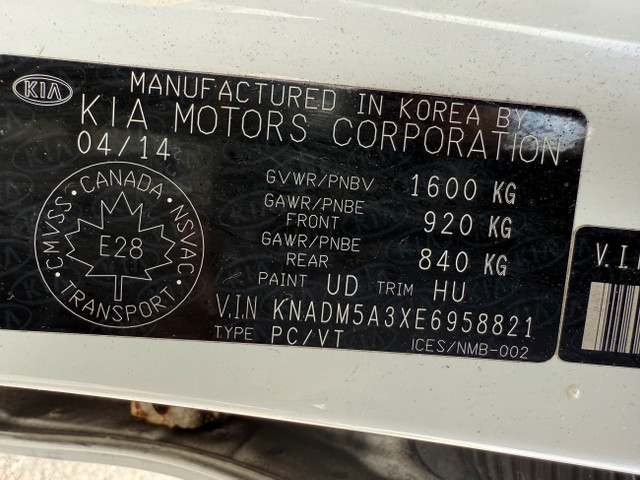 KIA
MANUFACTURED IN KOREA BY
KIA MOTORS CORPORATION
04/14
GVWR/PNBV 1600 KG
GAWR/PNBE FRONT 920 KG
GAWR/PNBE REAR 840 KG
PAINT UD TRIM HU
V.I.N KNADM5A3XE6958821
TYPE PC/VT
ICES/NMB-002
CANADA
CMVSS
NSVAC
E28
TRANSPORT